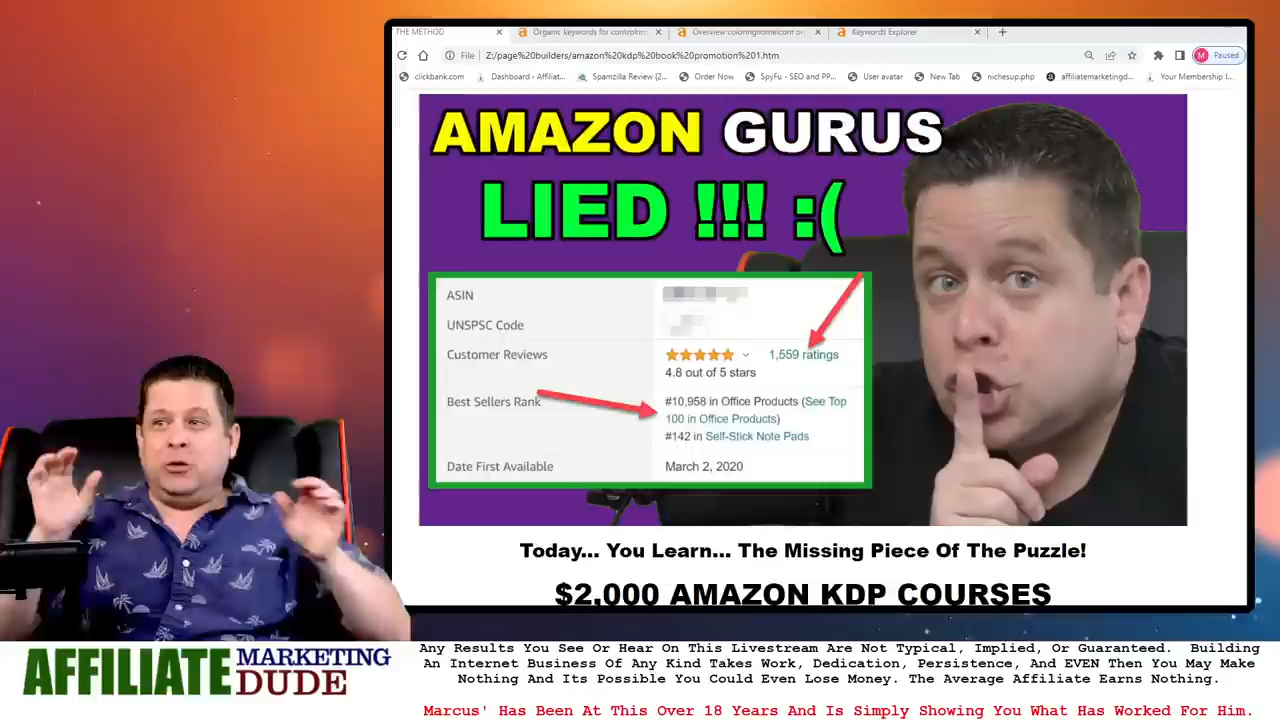 THE METHOD
Organic keywords for controlma
Overview coloringhome.com or
Keywords Explorer
File
Z:/page%20builders/amazon%20kdp%20book%20promotion%201.htm
M
Paused
clickbank.com
Dashboard - Affiliat...
Spamzilla Review (2...
Order Now
SpyFu - SEO and PP...
User avatar
New Tab
nichesup.php
affiliatemarketingd...
Your Membership I...
AMAZON GURUS
LIED !!! :(
ASIN
UNSPSC Code
Customer Reviews
1,559 ratings
4.8 out of 5 stars
Best Sellers Rank
#10,958 in Office Products (See Top
100 in Office Products)
#142 in Self-Stick Note Pads
Date First Available
March 2, 2020
Today... You Learn... The Missing Piece Of The Puzzle!
$2,000 AMAZON KDP COURSES
AFFILIATE MARKETING
DUDE
Any Results You See or Hear On This Livestream Are Not Typical, Implied, Or Guaranteed. Building
An Internet Business Of Any Kind Takes Work, Dedication, Persistence, And EVEN Then You May Make
Nothing And Its Possible You Could Even Lose Money. The Average Affiliate Earns Nothing.
Marcus' Has Been At This Over 18 Years And Is Simply Showing You What Has Worked For Him.